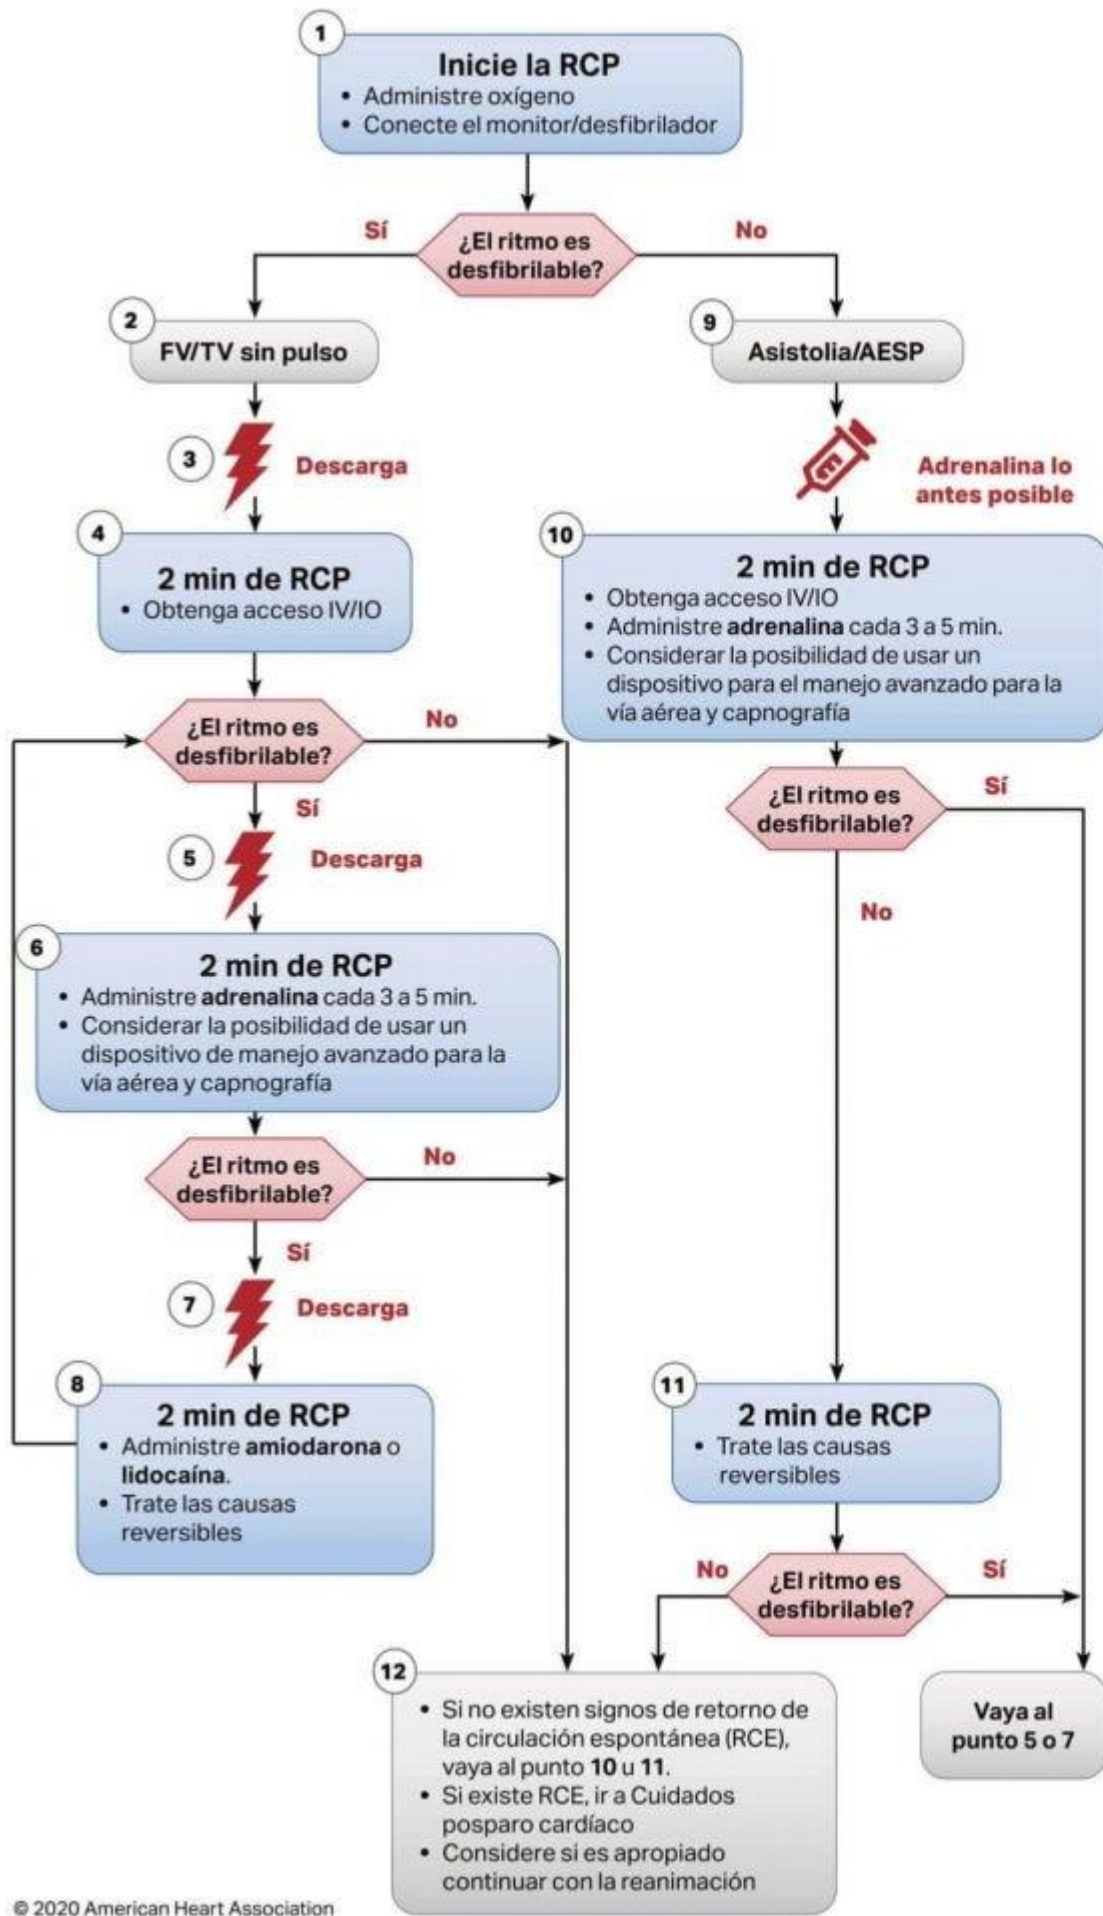 1
Inicie la RCP
• Administre oxígeno
• Conecte el monitor/desfibrilador
¿El ritmo es
desfibrilable?
Sí
No
2
FV/TV sin pulso
3
Descarga
4
2 min de RCP
• Obtenga acceso IV/IO
¿El ritmo es
desfibrilable?
No
Sí
5
Descarga
6
2 min de RCP
• Administre adrenalina cada 3 a 5 min.
• Considerar la posibilidad de usar un
dispositivo de manejo avanzado para la
vía aérea y capnografía
¿El ritmo es
desfibrilable?
No
Sí
7
Descarga
8
2 min de RCP
• Administre amiodarona o
lidocaína.
• Trate las causas
reversibles
9
Asistolia/AESP
Adrenalina lo
antes posible
10
2 min de RCP
• Obtenga acceso IV/IO
• Administre adrenalina cada 3 a 5 min.
• Considerar la posibilidad de usar un
dispositivo para el manejo avanzado para la
vía aérea y capnografía
¿El ritmo es
desfibrilable?
Sí
No
11
2 min de RCP
• Trate las causas
reversibles
¿El ritmo es
desfibrilable?
No
Sí
12
• Si no existen signos de retorno de
la circulación espontánea (RCE),
vaya al punto 10 u 11.
• Si existe RCE, ir a Cuidados
posparo cardíaco
• Considere si es apropiado
continuar con la reanimación
Vaya al
punto 5 o 7
© 2020 American Heart Association